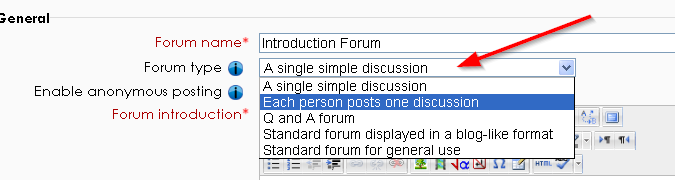 General
Forum name* Introduction Forum
Forum type A single simple discussion
A single simple discussion
Enable anonymous posting Each person posts one discussion
Forum introduction* Q and A forum
Standard forum displayed in a blog-like format
Standard forum for general use
HTML